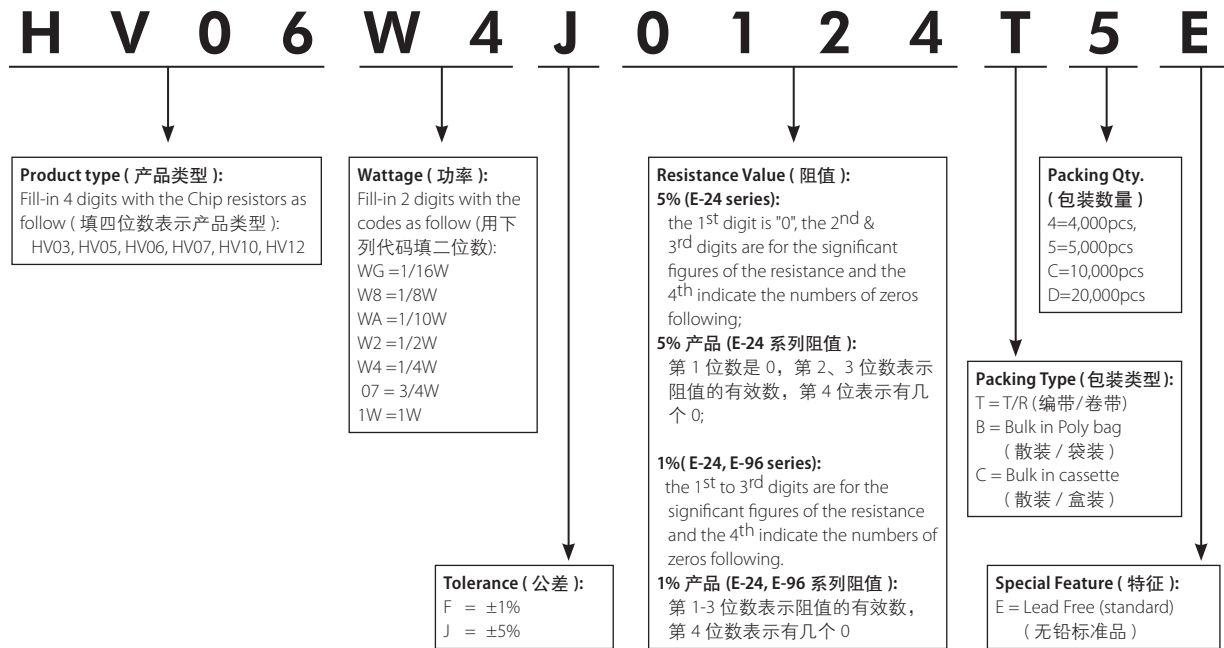 H V 0 6 W 4 J 0 1 2 4 T 5 E
Product type ( 产品类型 ):
Fill-in 4 digits with the Chip resistors as
follow ( 填四位数表示产品类型 ):
HV03, HV05, HV06, HV07, HV10, HV12
Wattage ( 功率 ):
Fill-in 2 digits with the
codes as follow (用下
列代码填二位数):
WG =1/16W
W8 =1/8W
WA =1/10W
W2 =1/2W
W4 =1/4W
07 = 3/4W
1W =1W
Resistance Value ( 阻值 ):
5% (E-24 series):
the 1st digit is "0", the 2nd &
3rd digits are for the significant
figures of the resistance and the
4th indicate the numbers of zeros
following;
5% 产品 (E-24 系列阻值 ):
第 1 位数是 0，第 2、3 位数表示
阻值的有效数，第 4 位表示有几
个 0;
1%( E-24, E-96 series):
the 1st to 3rd digits are for the
significant figures of the resistance
and the 4th indicate the numbers of
zeros following.
1% 产品 (E-24, E-96 系列阻值 ):
第 1-3 位数表示阻值的有效数，
第 4 位数表示有几个 0
Packing Qty.
( 包装数量 )
4=4,000pcs,
5=5,000pcs
C=10,000pcs
D=20,000pcs
Packing Type (包装类型):
T = T/R (编带/卷带)
B = Bulk in Poly bag
( 散装 / 袋装 )
C = Bulk in cassette
( 散装 / 盒装 )
Tolerance ( 公差 ):
F = ±1%
J = ±5%
Special Feature ( 特征 ):
E = Lead Free (standard)
( 无铅标准品 )